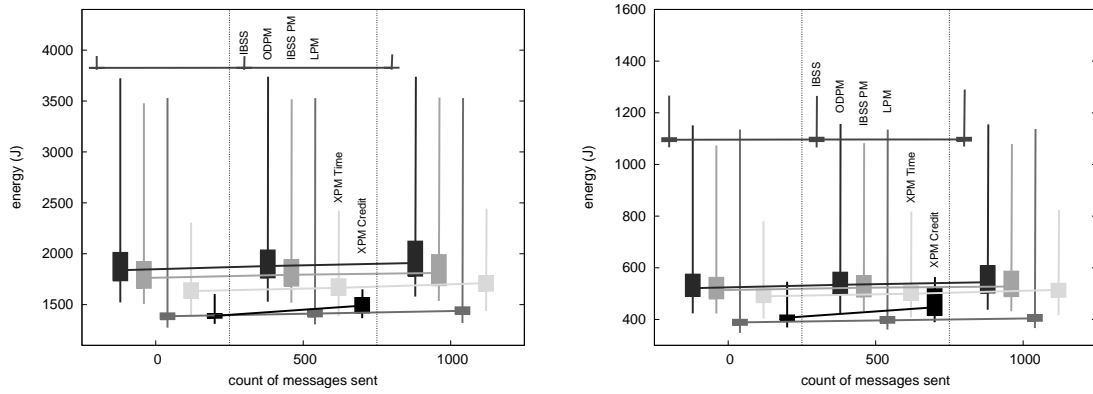 4000
3500
3000
2500
2000
1500
energy (J)
IBSS
ODPM
IBSS PM
LPM
XPM Time
XPM Credit
0
500
1000
count of messages sent
1600
1400
1200
1000
800
600
400
energy (J)
IBSS
ODPM
IBSS PM
LPM
XPM Time
XPM Credit
0
500
1000
count of messages sent